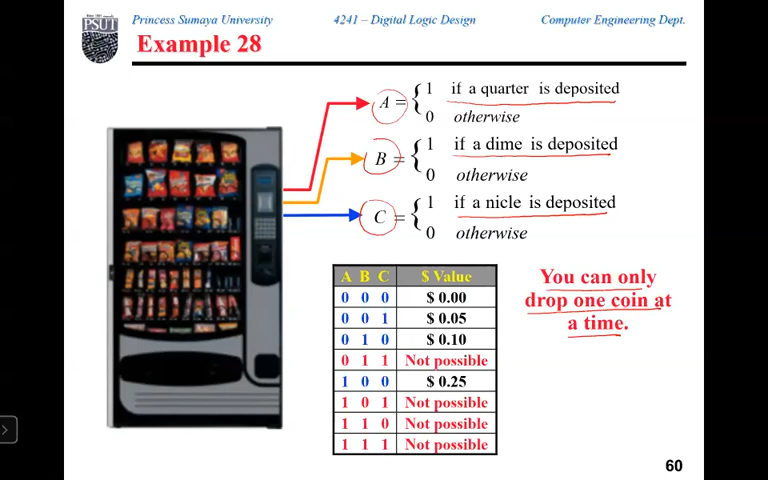 Princess Sumaya University 4241 – Digital Logic Design Computer Engineering Dept.
PSUT
Example 28
A = { 1 if a quarter is deposited
0 otherwise
B = { 1 if a dime is deposited
0 otherwise
C = { 1 if a nicle is deposited
0 otherwise
A B C $ Value
0 0 0 $ 0.00
0 0 1 $ 0.05
0 1 0 $ 0.10
0 1 1 Not possible
1 0 0 $ 0.25
1 0 1 Not possible
1 1 0 Not possible
1 1 1 Not possible
You can only
drop one coin at
a time.
60